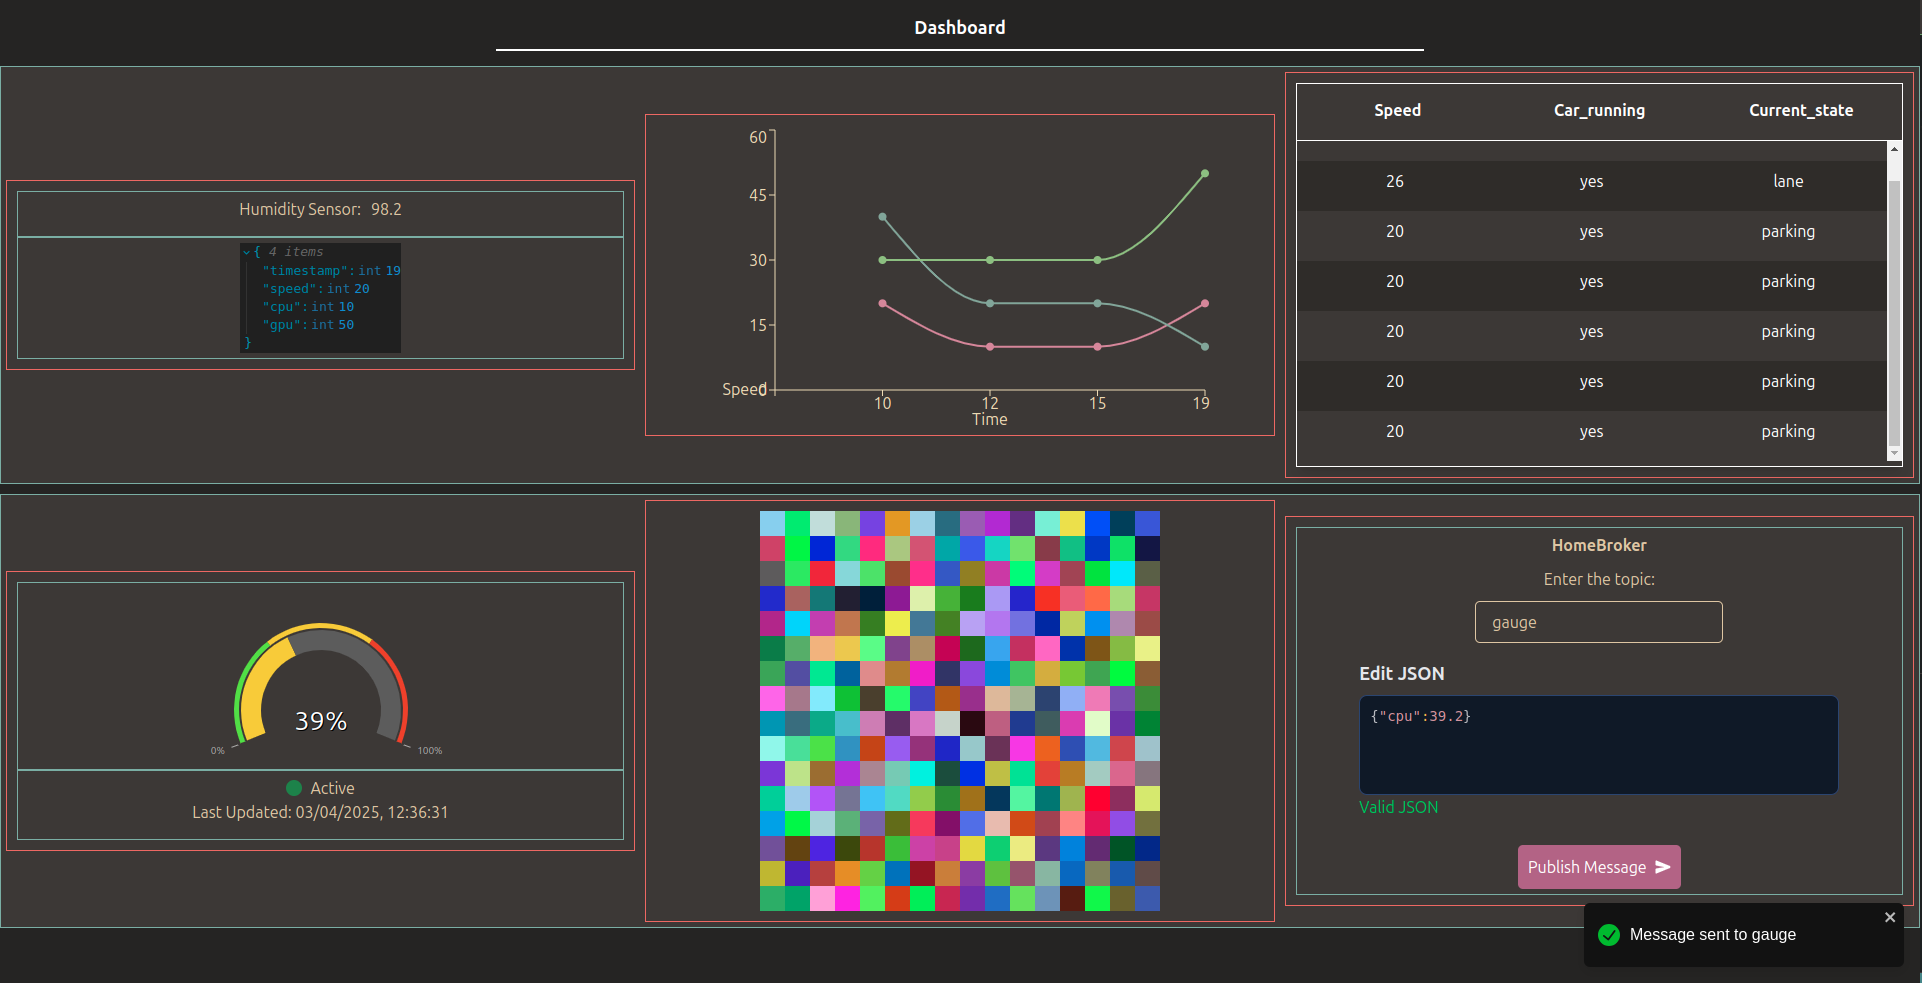 Dashboard
Humidity Sensor: 98.2
{ 4 items
"timestamp": int 19
"speed": int 20
"cpu": int 10
"gpu": int 50
}
60
45
30
15
0
Speed
10 12 15 19
Time
Speed Car_running Current_state
26 yes lane
20 yes parking
20 yes parking
20 yes parking
20 yes parking
20 yes parking
39%
0% 100%
Active
Last Updated: 03/04/2025, 12:36:31
HomeBroker
Enter the topic:
gauge
Edit JSON
{"cpu":39.2}
Valid JSON
Publish Message
Message sent to gauge